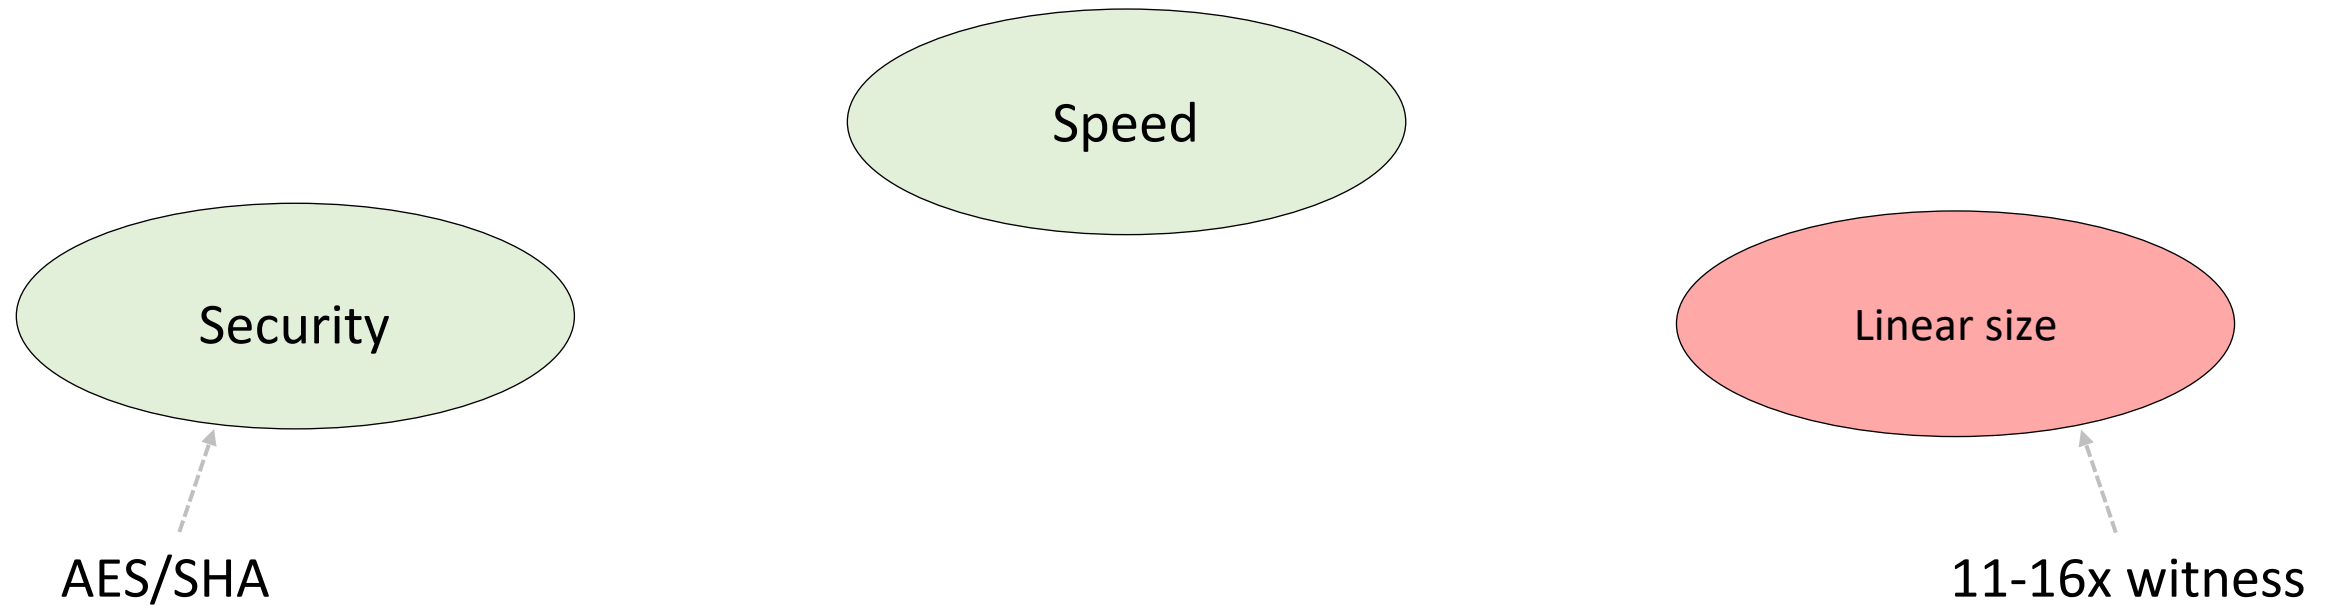 Speed
Security
Linear size
AES/SHA
11-16x witness